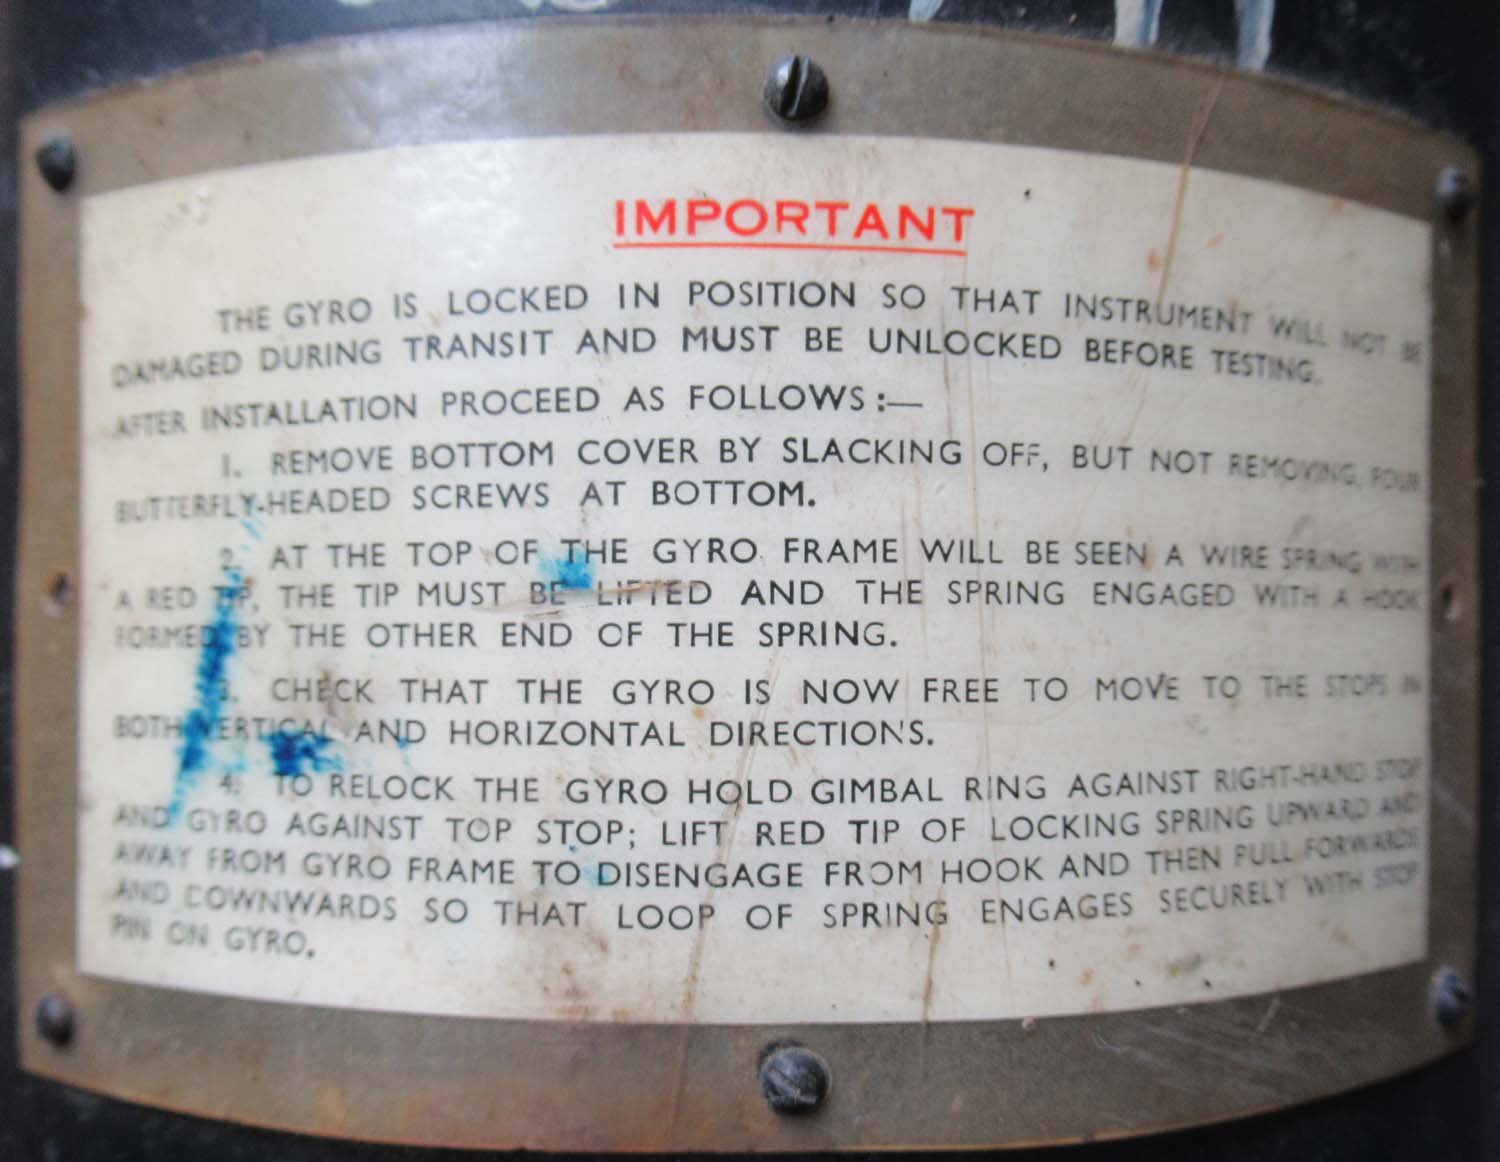 IMPORTANT
THE GYRO IS LOCKED IN POSITION SO THAT INSTRUMENT WILL NOT BE
DAMAGED DURING TRANSIT AND MUST BE UNLOCKED BEFORE TESTING.
AFTER INSTALLATION PROCEED AS FOLLOWS :—
1. REMOVE BOTTOM COVER BY SLACKING OFF, BUT NOT REMOVING, FOUR
BUTTERFLY-HEADED SCREWS AT BOTTOM.
2. AT THE TOP OF THE GYRO FRAME WILL BE SEEN A WIRE SPRING WITH
A RED TIP, THE TIP MUST BE LIFTED AND THE SPRING ENGAGED WITH A HOOK
FORMED BY THE OTHER END OF THE SPRING.
3. CHECK THAT THE GYRO IS NOW FREE TO MOVE TO THE STOPS IN
BOTH VERTICAL AND HORIZONTAL DIRECTIONS.
4. TO RELOCK THE GYRO HOLD GIMBAL RING AGAINST RIGHT-HAND STOP
AND GYRO AGAINST TOP STOP; LIFT RED TIP OF LOCKING SPRING UPWARD AND
AWAY FROM GYRO FRAME TO DISENGAGE FROM HOOK AND THEN PULL FORWARDS
AND DOWNWARDS SO THAT LOOP OF SPRING ENGAGES SECURELY WITH STOP
PIN ON GYRO.